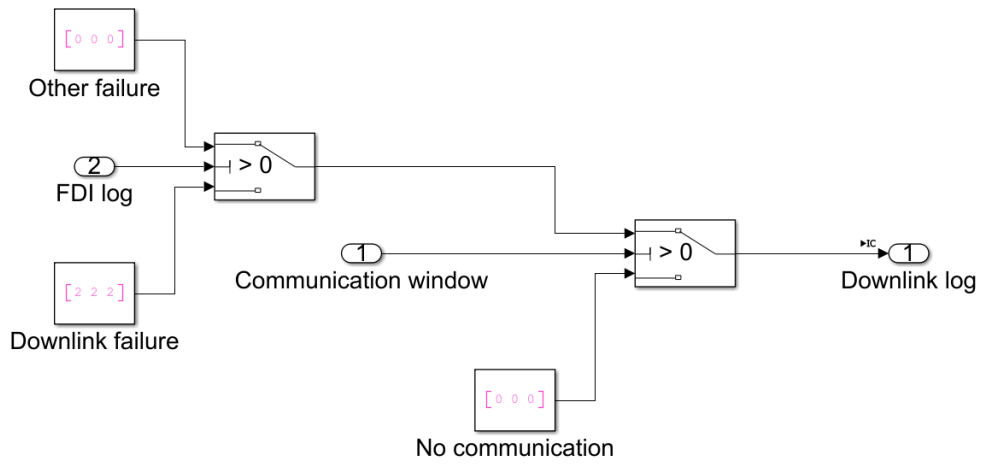 [0 0 0]
Other failure
2
> 0
FDI log
1
> 0
IC
1
Communication window
Downlink log
[2 2 2]
Downlink failure
[0 0 0]
No communication